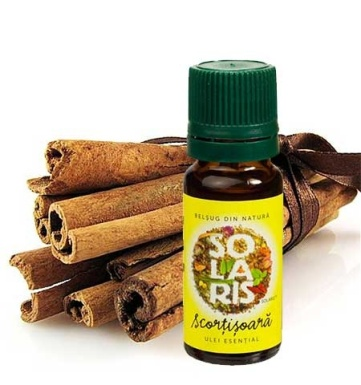 BELȘUG DIN NATURĂ
SO
LA
RIS
Scorțișoară
ULEI ESENȚIAL